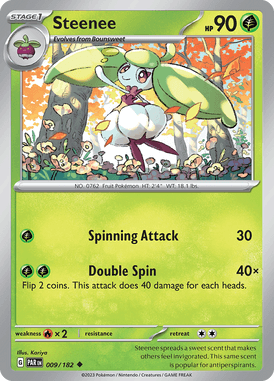 STAGE 1
Steenee
HP 90
Evolves from Bounsweet
NO. 0762 Fruit Pokémon HT: 2'4" WT: 18.1 lbs.
Spinning Attack 30
Double Spin 40×
Flip 2 coins. This attack does 40 damage for each heads.
weakness × 2 resistance retreat
Illus. Kariya
G PAR EN 009/182
Steenee spreads a sweet scent that makes
others feel invigorated. This same scent
is popular for antiperspirants.
©2023 Pokémon / Nintendo / Creatures / GAME FREAK